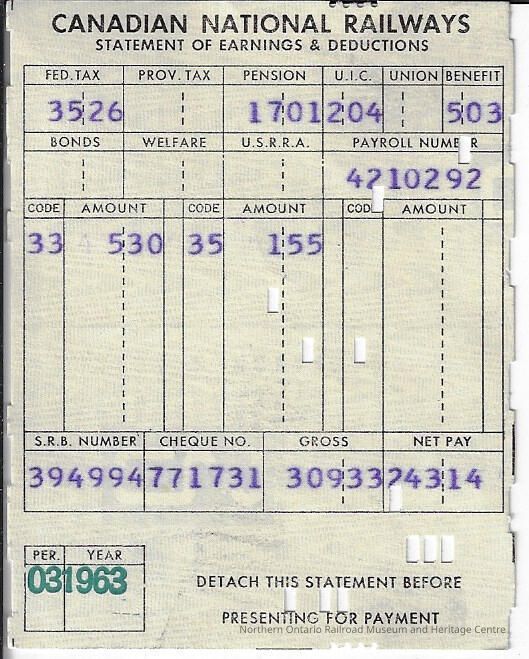 CANADIAN NATIONAL RAILWAYS
STATEMENT OF EARNINGS & DEDUCTIONS
FED. TAX PROV. TAX PENSION U.I.C. UNION BENEFIT
3526 1701 204 503
BONDS WELFARE U.S.R.R.A. PAYROLL NUMBER
4210292
CODE AMOUNT CODE AMOUNT COD AMOUNT
33 530 35 155
S.R.B. NUMBER CHEQUE NO. GROSS NET PAY
394994 771731 30933 24314
PER. YEAR
03 1963
DETACH THIS STATEMENT BEFORE
PRESENTING FOR PAYMENT
Northern Ontario Railroad Museum and Heritage Centre